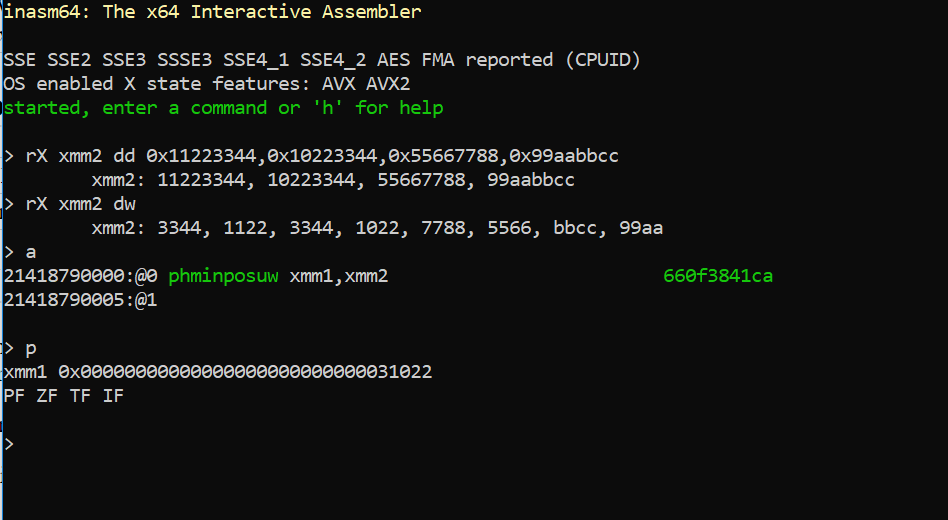 inasm64: The x64 Interactive Assembler
SSE SSE2 SSE3 SSSE3 SSE4_1 SSE4_2 AES FMA reported (CPUID)
OS enabled X state features: AVX AVX2
started, enter a command or 'h' for help
> rX xmm2 dd 0x11223344,0x10223344,0x55667788,0x99aabbcc
xmm2: 11223344, 10223344, 55667788, 99aabbcc
> rX xmm2 dw
xmm2: 3344, 1122, 3344, 1022, 7788, 5566, bbcc, 99aa
> a
21418790000:@0 phminposuw xmm1,xmm2 660f3841ca
21418790005:@1
> p
xmm1 0x00000000000000000000000000031022
PF ZF TF IF
>